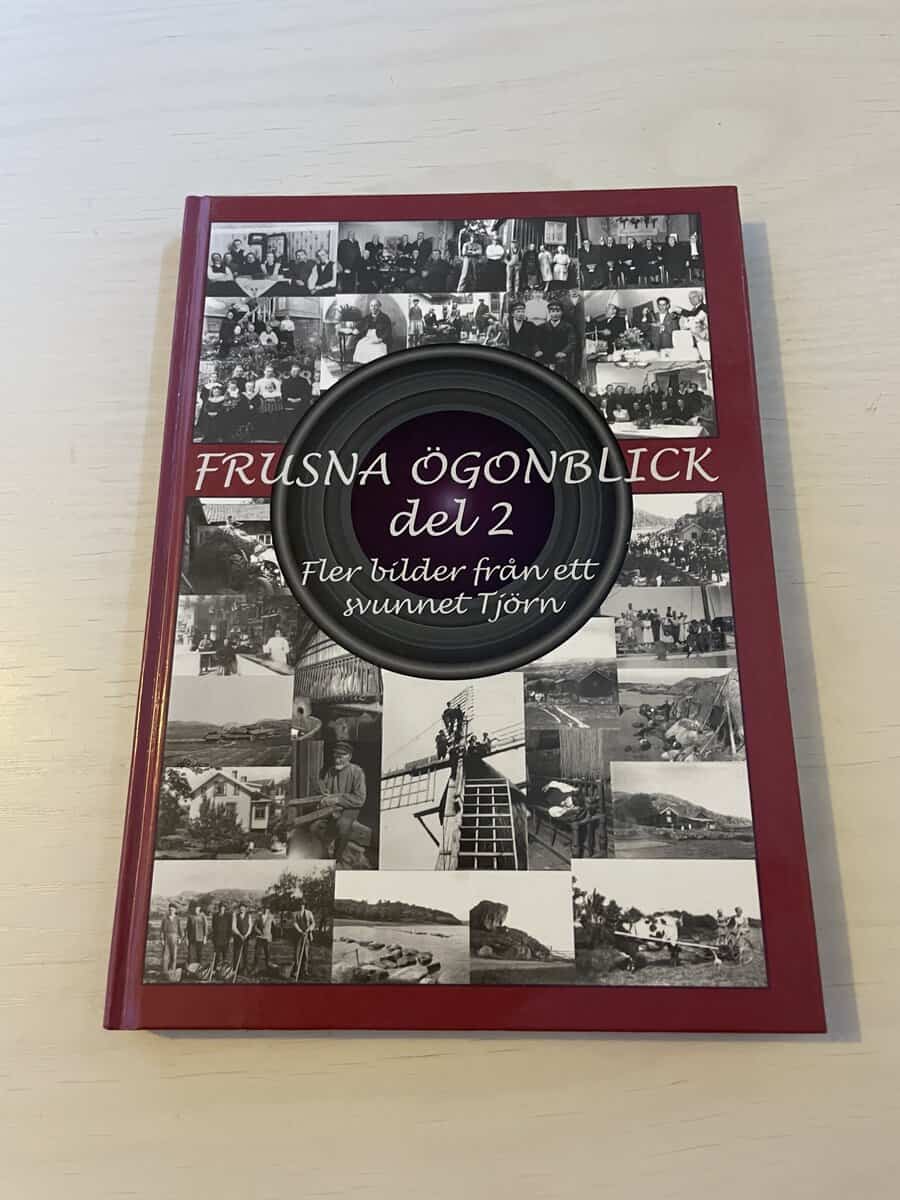 FRUSNA ÖGONBLICK
del 2
Fler bilder från ett
svunnet Tjörn